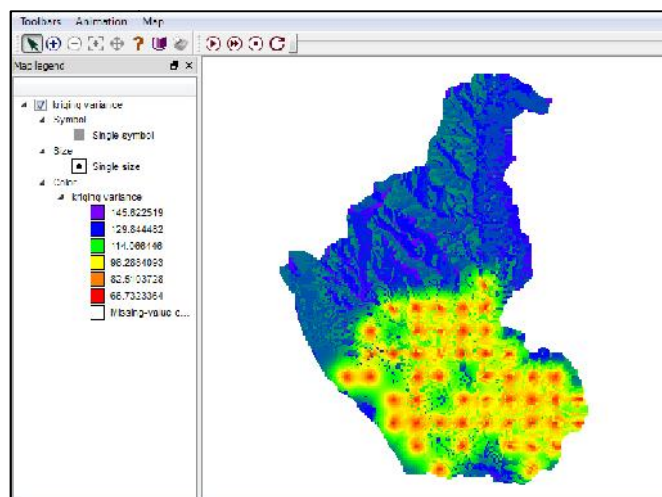 Toolbars Animation Map
Map legend
kriging variance
Symbol
Single symbol
Size
Single size
Color
kriging variance
145.622519
129.844482
114.066446
98.2884093
82.5103728
66.7323364
Missing-value c...